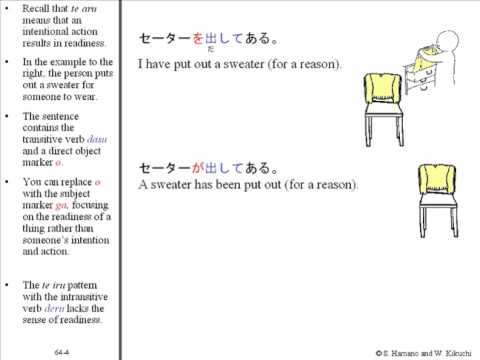 • Recall that te aru
means that an
intentional action
results in readiness.
• In the example to the
right, the person puts
out a sweater for
someone to wear.
• The sentence
contains the
transitive verb dasu
and a direct object
marker o.
• You can replace o
with the subject
marker ga, focusing
on the readiness of a
thing rather than
someone's intention
and action.
• The te iru pattern
with the intransitive
verb deru lacks the
sense of readiness.
64-4
セーターを出してある。
だ
I have put out a sweater (for a reason).
セーターが出してある。
A sweater has been put out (for a reason).
© S. Hamano and W. Kikuchi